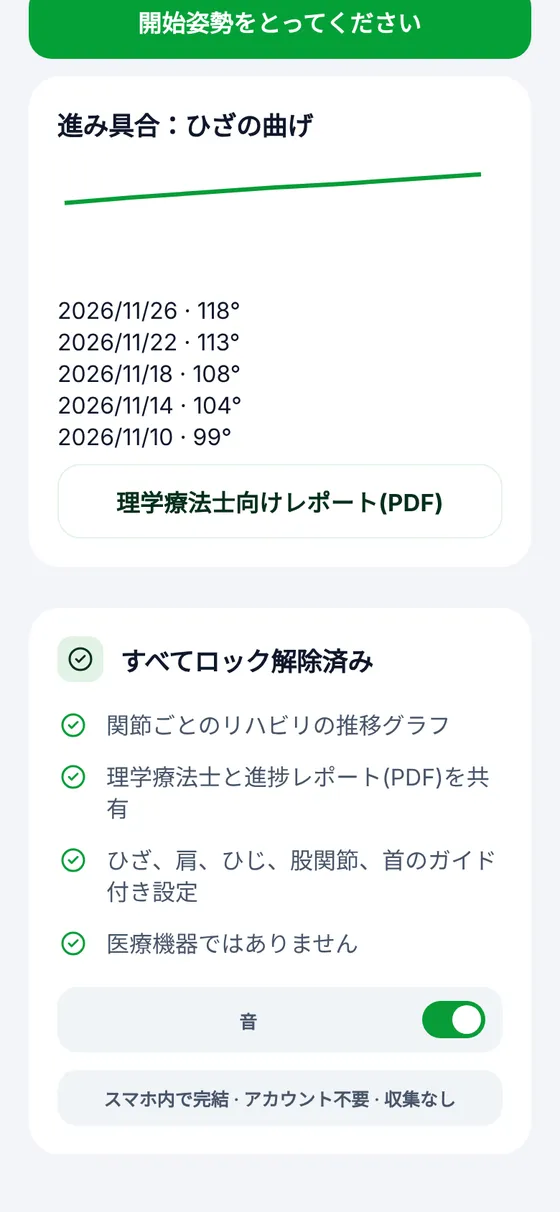 開始姿勢をとってください
進み具合：ひざの曲げ
2026/11/26 · 118°
2026/11/22 · 113°
2026/11/18 · 108°
2026/11/14 · 104°
2026/11/10 · 99°
理学療法士向けレポート(PDF)
すべてロック解除済み
関節ごとのリハビリの推移グラフ
理学療法士と進捗レポート(PDF)を共
有
ひざ、肩、ひじ、股関節、首のガイド
付き設定
医療機器ではありません
音
スマホ内で完結 · アカウント不要 · 収集なし